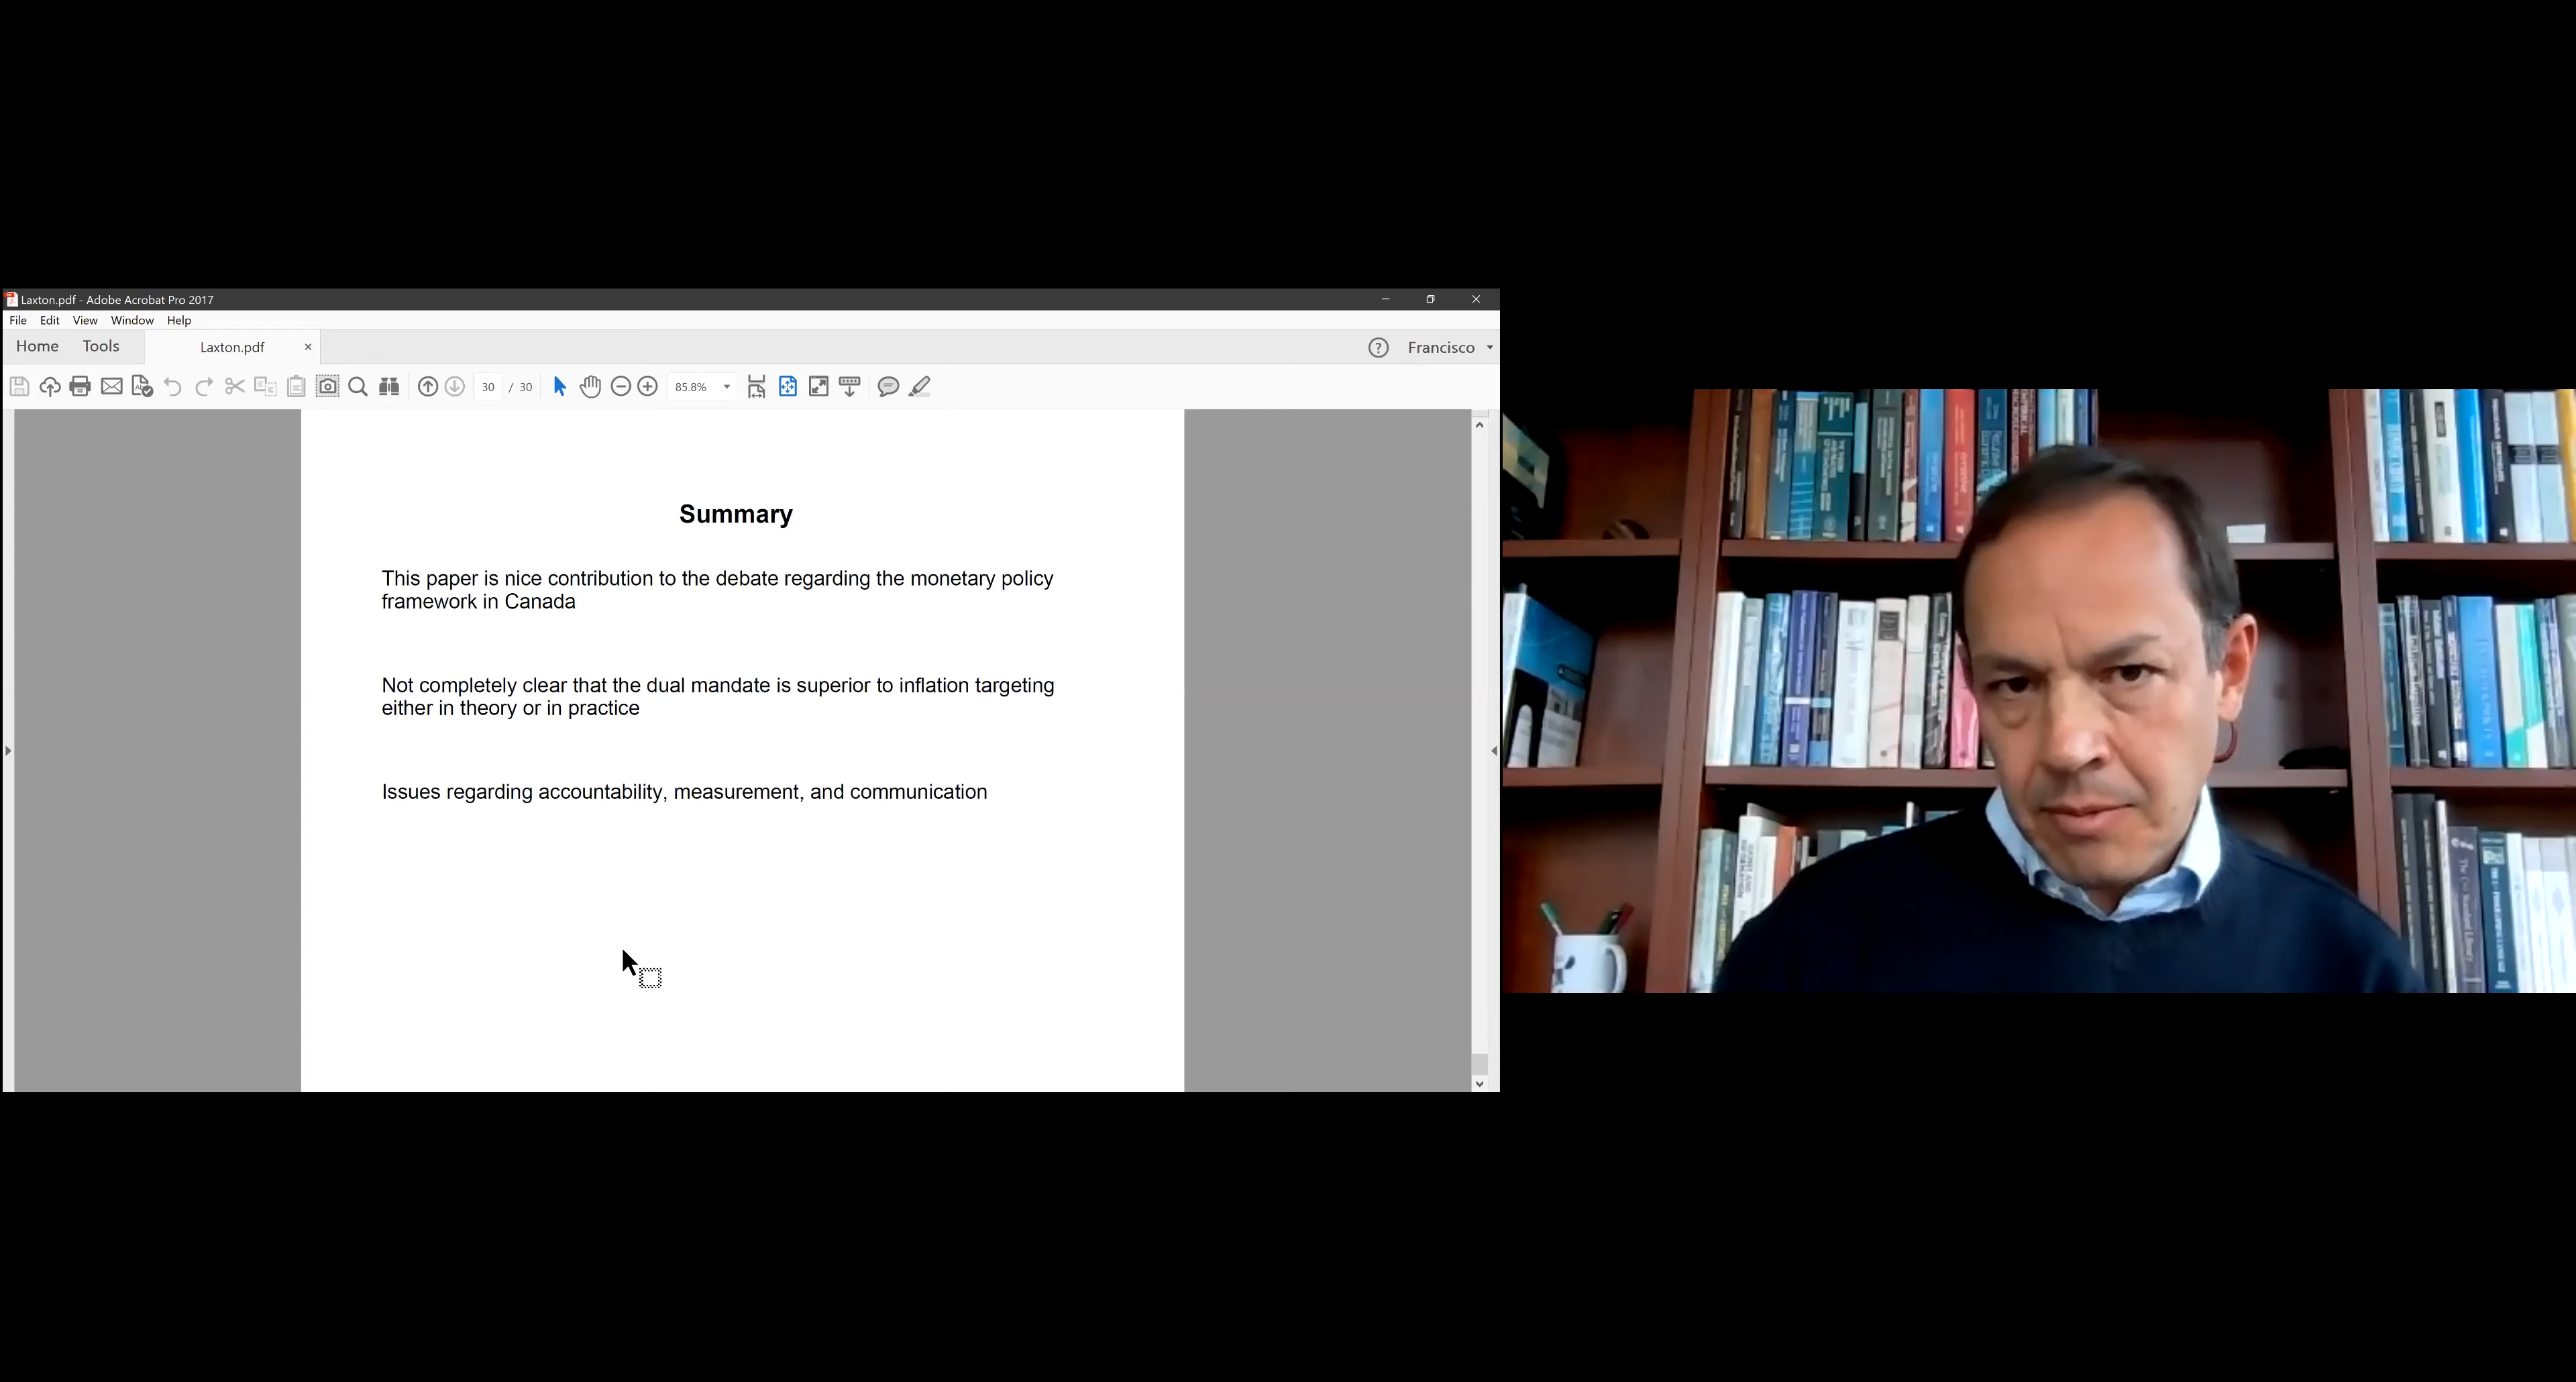 Laxton.pdf - Adobe Acrobat Pro 2017
File Edit View Window Help
Home Tools Laxton.pdf × ? Francisco
30 / 30 85.8%
Summary
This paper is nice contribution to the debate regarding the monetary policy
framework in Canada
Not completely clear that the dual mandate is superior to inflation targeting
either in theory or in practice
Issues regarding accountability, measurement, and communication